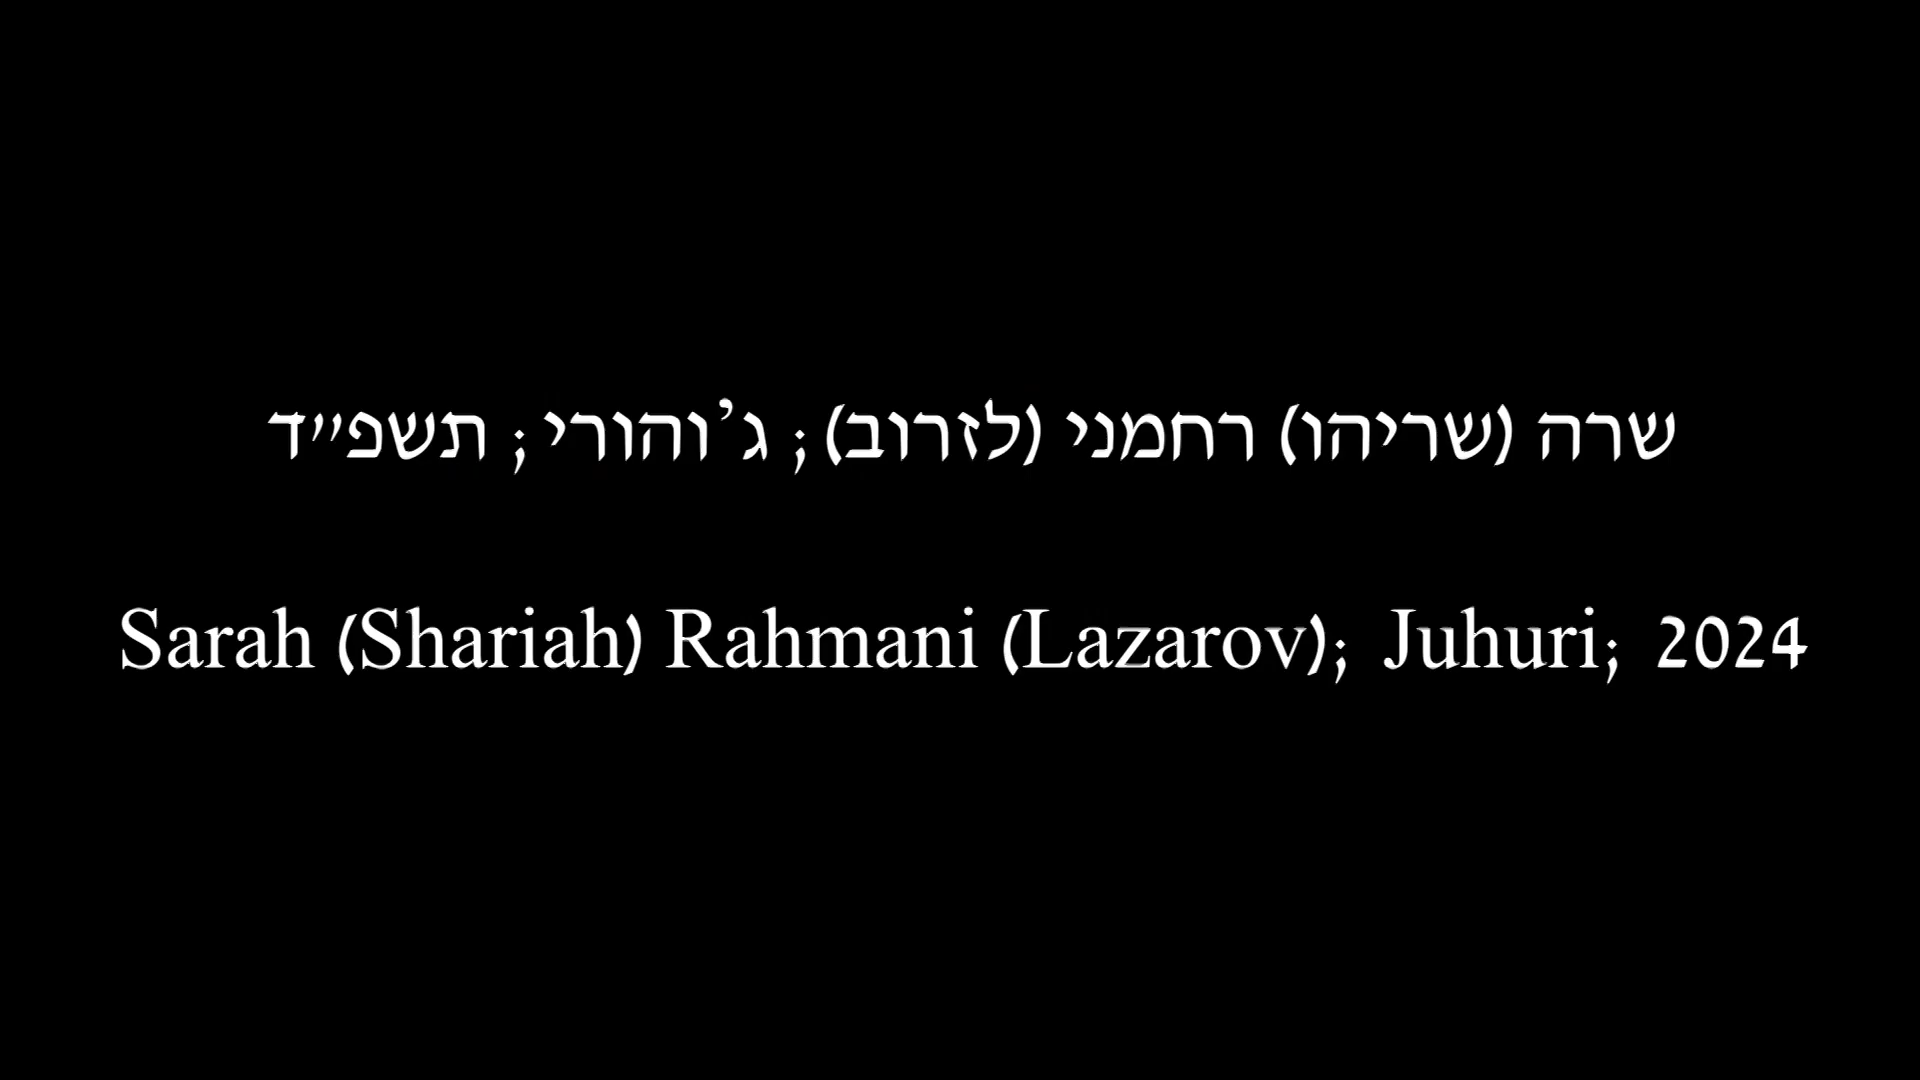 שרה (שריהו) רחמני (לזרוב); ג'והורי; תשפ״ד
Sarah (Shariah) Rahmani (Lazarov); Juhuri; 2024